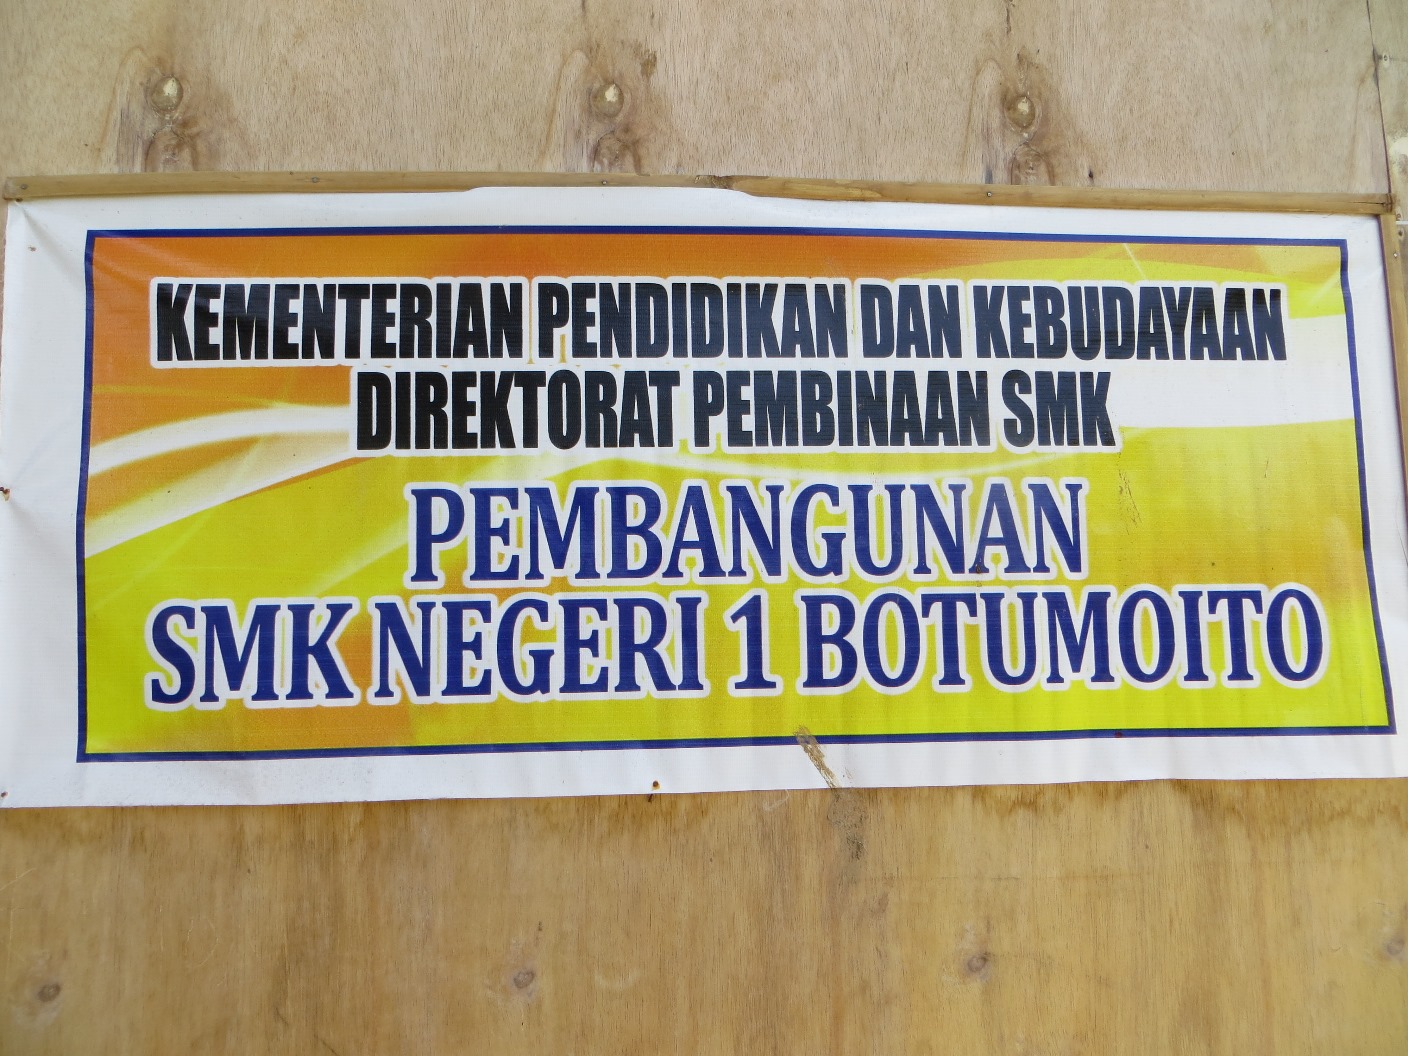 KEMENTERIAN PENDIDIKAN DAN KEBUDAYAAN
DIREKTORAT PEMBINAAN SMK
PEMBANGUNAN
SMK NEGERI 1 BOTUMOITO